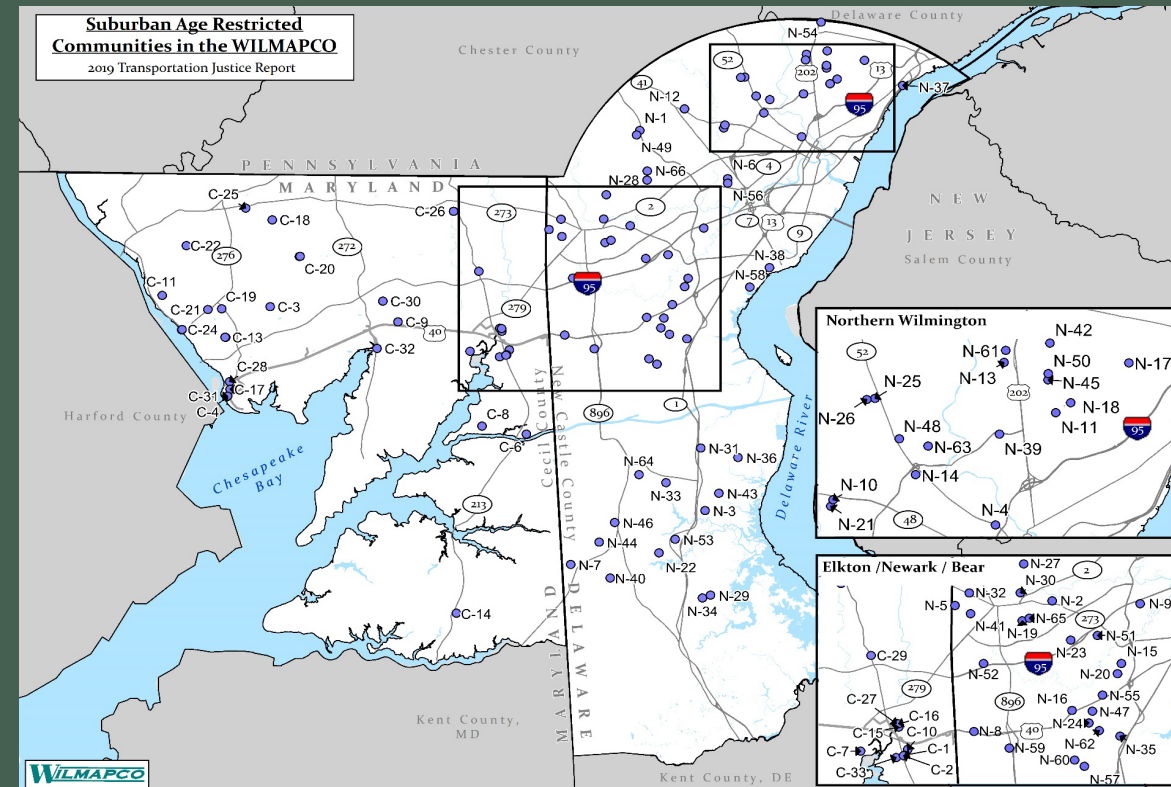 Suburban Age Restricted
Communities in the WILMAPCO
2019 Transportation Justice Report
Delaware County
Chester County
N-54
52
202
13
41
N-12
95
N-37
N-1
N-49
N-66
N-6
4
N-28
N-56
PENNSYLVANIA
MARYLAND
C-25
C-18
C-26
273
2
7
13
9
NEW
JERSEY
Salem County
C-22
276
272
C-20
N-38
N-58
95
C-11
C-19
C-3
C-30
279
C-21
C-9
40
C-24
C-13
C-32
C-28
C-17
C-31
C-4
Harford County
Chesapeake
Bay
C-8
C-6
Cecil County
New Castle County
896
1
Delaware River
N-31
N-36
N-64
N-33
N-43
N-3
213
N-46
N-44
N-53
N-22
N-7
N-40
N-29
N-34
C-14
MARYLAND
DELAWARE
Kent County,
MD
Kent County, DE
WILMAPCO
Northern Wilmington
N-42
52
N-61
N-50
N-17
N-13
N-45
N-25
202
N-26
N-18
N-11
N-48
95
N-63
N-39
N-14
N-10
N-4
N-21
48
Elkton /Newark / Bear
N-27
N-30
2
N-32
N-5
N-2
N-9
N-41
N-65
273
N-19
N-51
N-23
C-29
N-52
95
N-15
N-20
279
C-27
896
N-16
N-55
C-16
N-47
C-15
C-10
N-8
40
N-24
C-7
C-1
N-59
N-62
N-35
C-33
C-2
N-60
N-57